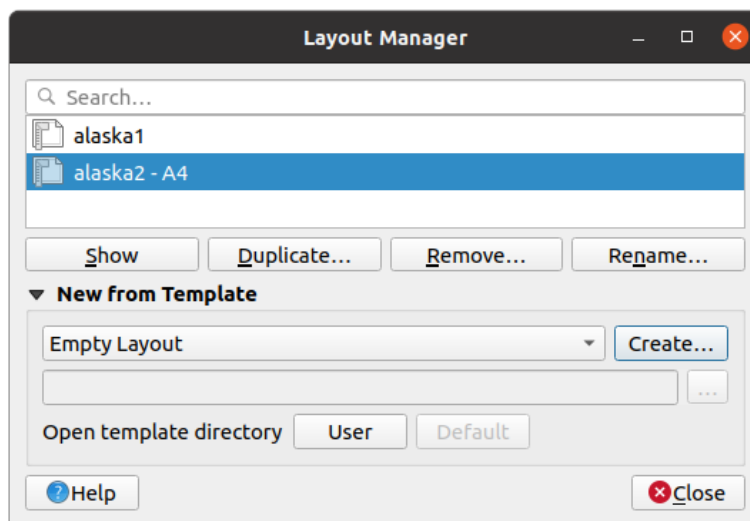 Layout Manager
Search...
alaska1
alaska2 - A4
Show Duplicate... Remove... Rename...
New from Template
Empty Layout Create...
...
Open template directory User Default
Help Close